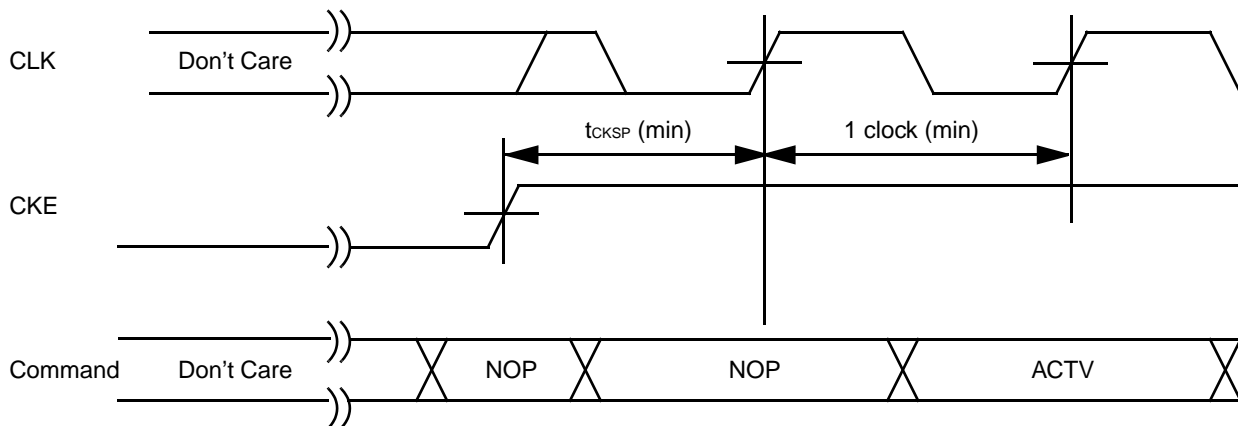 CLK Don't Care
tCKSP (min) 1 clock (min)
CKE
Command Don't Care NOP NOP ACTV